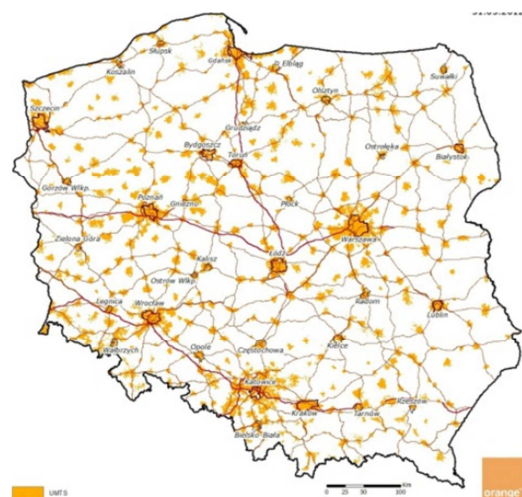 Słupsk
Koszalin
Gdańsk
Elbląg
Suwałki
Olsztyn
Szczecin
Grudziądz
Bydgoszcz
Toruń
Ostrołęka
Białystok
Gorzów Wlkp.
Poznań
Gniezno
Płock
Warszawa
Zielona Góra
Kalisz
Łódź
Ostrów Wlkp.
Radom
Lublin
Legnica
Wrocław
Wałbrzych
Opole
Częstochowa
Kielce
Katowice
Kraków
Tarnów
Rzeszów
Bielsko Biała
UMTS
Km
0 25 50 100
orange